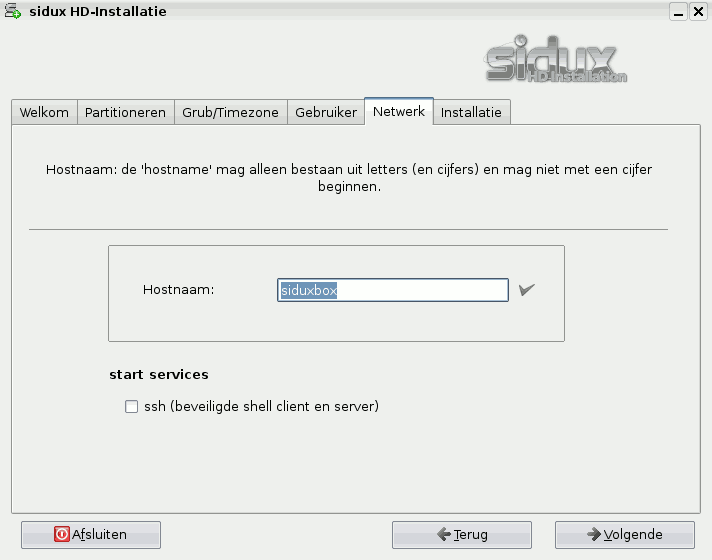 sidux HD-Installatie
sidux
HD-Installation
Welkom
Partitioneren
Grub/Timezone
Gebruiker
Netwerk
Installatie
Hostnaam: de 'hostname' mag alleen bestaan uit letters (en cijfers) en mag niet met een cijfer
beginnen.
Hostnaam:
siduxbox
start services
ssh (beveiligde shell client en server)
Afsluiten
Terug
Volgende